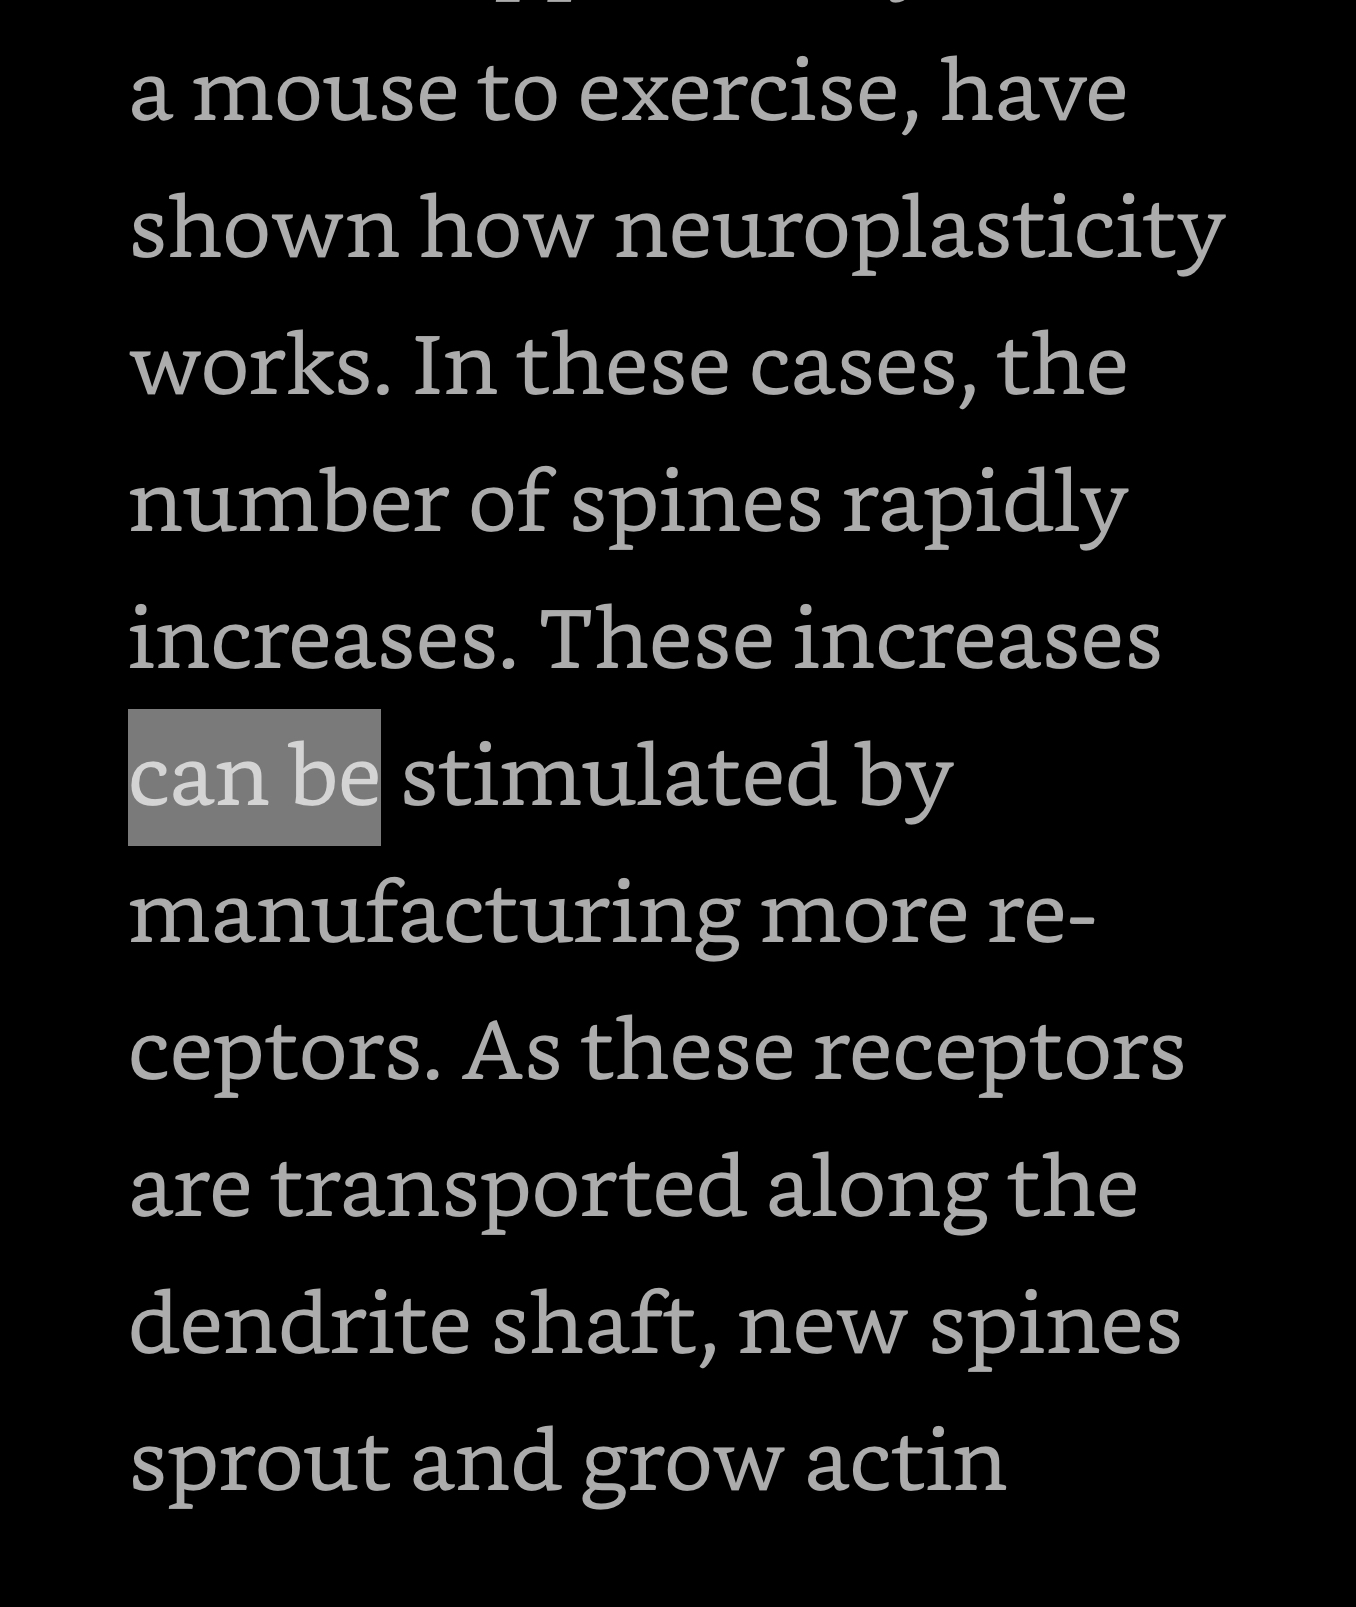 a mouse to exercise, have
shown how neuroplasticity
works. In these cases, the
number of spines rapidly
increases. These increases
can be stimulated by
manufacturing more re-
ceptors. As these receptors
are transported along the
dendrite shaft, new spines
sprout and grow actin